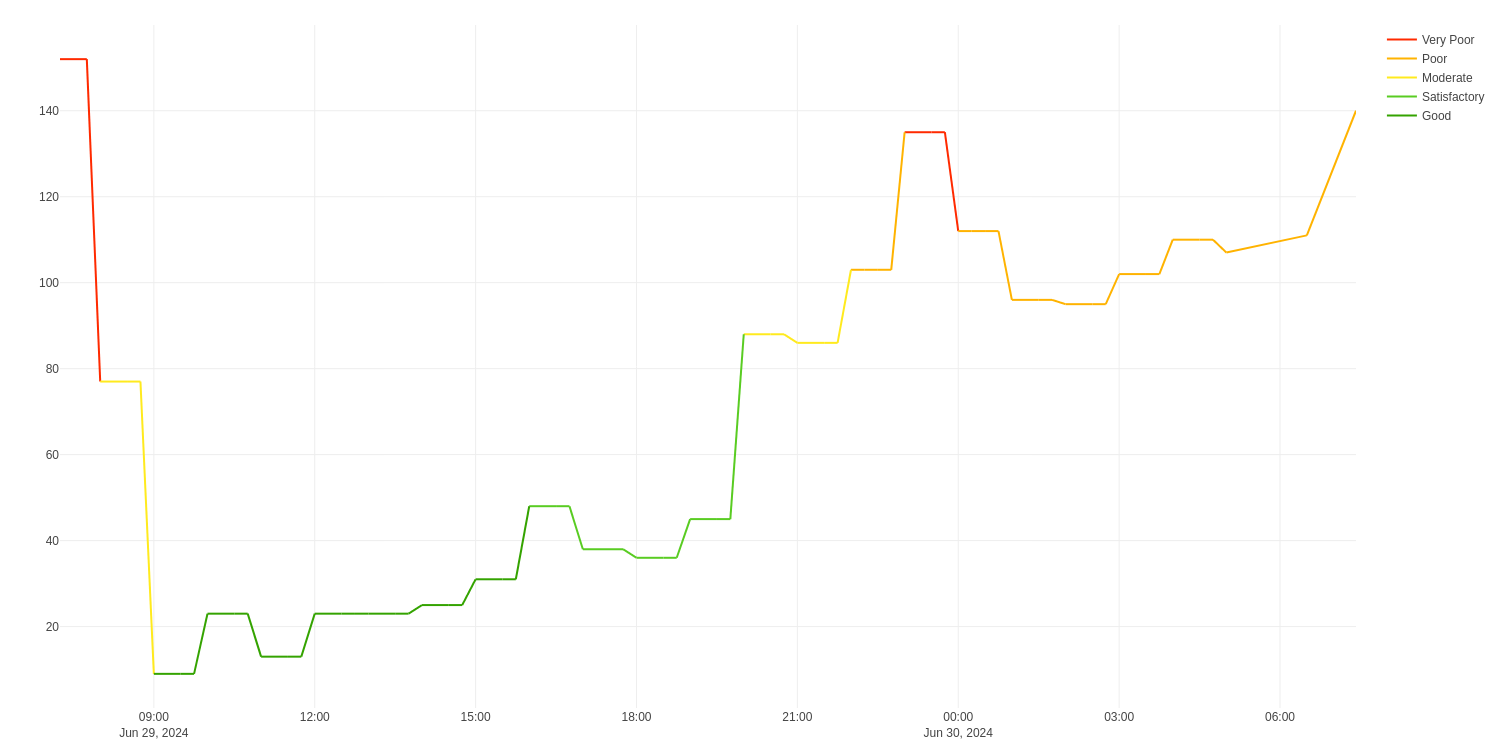 140
120
100
80
60
40
20
09:00
Jun 29, 2024
12:00
15:00
18:00
21:00
00:00
Jun 30, 2024
03:00
06:00
Very Poor
Poor
Moderate
Satisfactory
Good